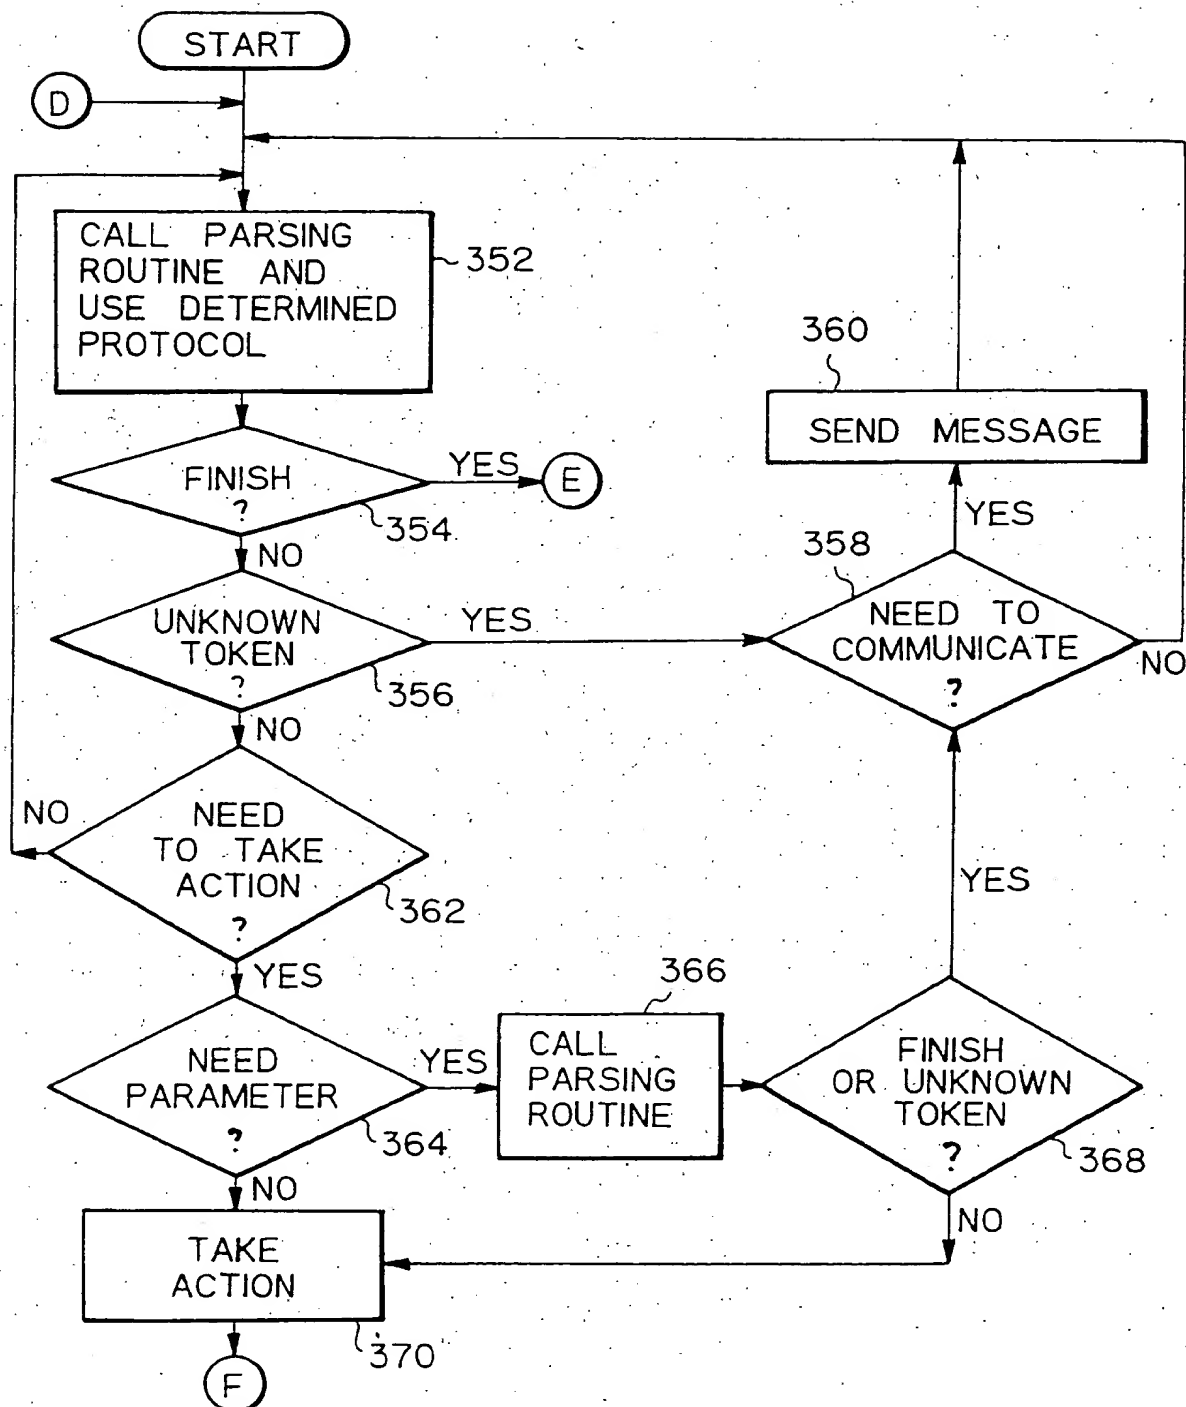 START
D
CALL PARSING
ROUTINE AND
USE DETERMINED
PROTOCOL
352
FINISH
?
354
YES
E
NO
UNKNOWN
TOKEN
?
356
YES
NO
360
SEND MESSAGE
YES
358
NEED TO
COMMUNICATE
?
NO
NO
NEED
TO TAKE
ACTION
?
362
YES
NEED
PARAMETER
?
364
YES
NO
366
CALL
PARSING
ROUTINE
YES
FINISH
OR UNKNOWN
TOKEN
?
368
NO
TAKE
ACTION
370
F